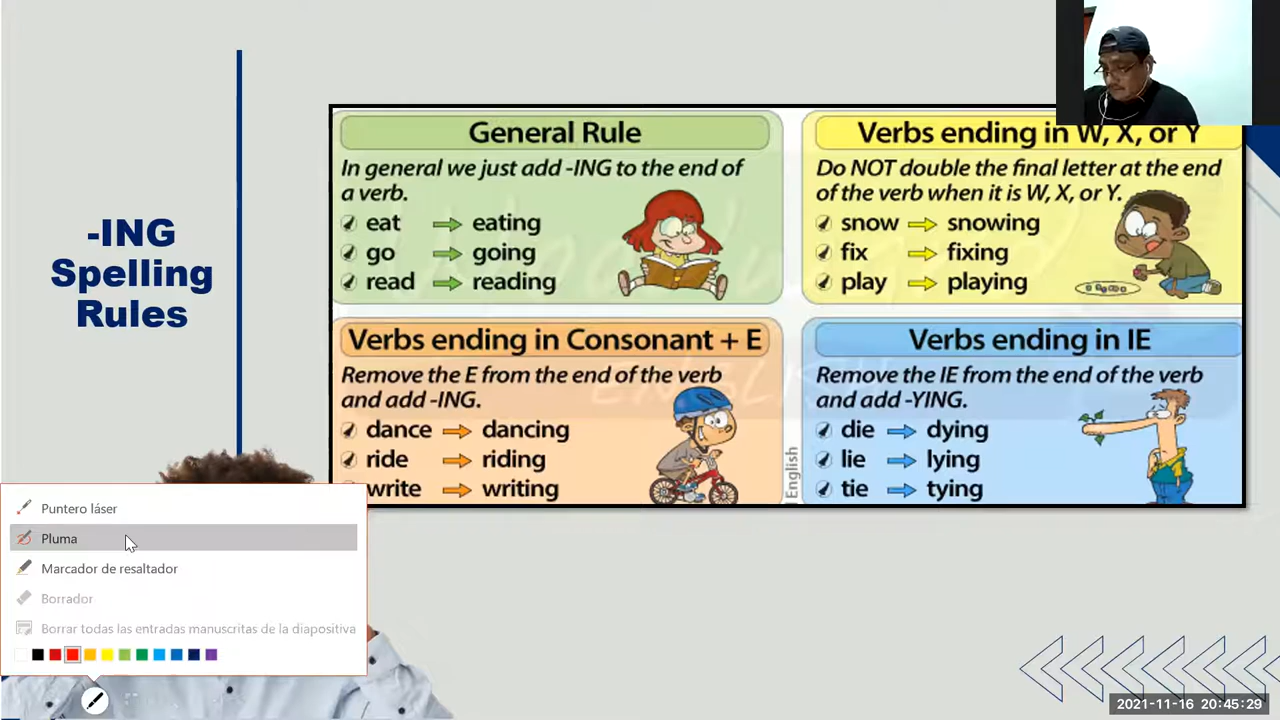 -ING
Spelling
Rules
General Rule
In general we just add -ING to the end of
a verb.
eat eating
go going
read reading
Verbs ending in W, X, or Y
Do NOT double the final letter at the end
of the verb when it is W, X, or Y.
snow snowing
fix fixing
play playing
Verbs ending in Consonant + E
Remove the E from the end of the verb
and add -ING.
dance dancing
ride riding
write writing
Verbs ending in IE
Remove the IE from the end of the verb
and add -YING.
die dying
lie lying
tie tying
English
ENGLISH
Puntero láser
Pluma
Marcador de resaltador
Borrador
Borrar todas las entradas manuscritas de la diapositiva
2021-11-16 20:45:29